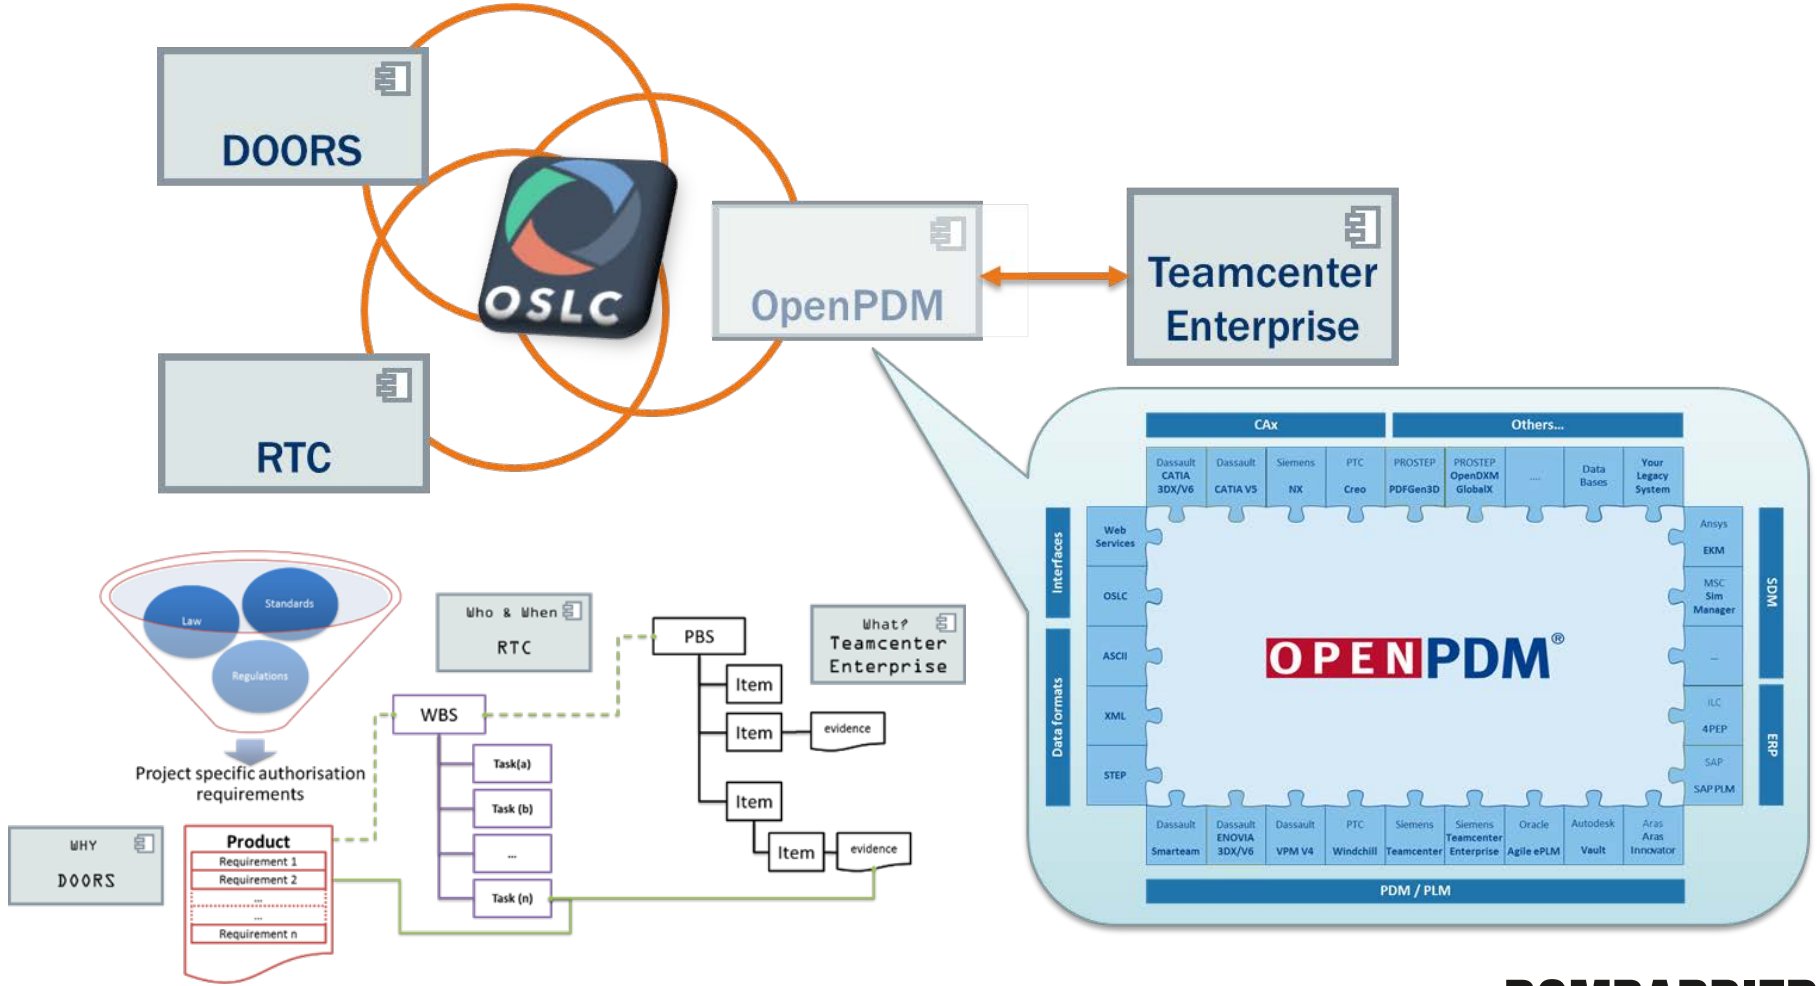 DOORS
OSLC
OpenPDM
Teamcenter
Enterprise
RTC
CAx
Others...
Dassault
CATIA
3DX/V6
Dassault
CATIA V5
Siemens
NX
PTC
Creo
PROSTEP
PDFGen3D
PROSTEP
OpenDXM
GlobalX
....
Data
Bases
Your
Legacy
System
Interfaces
Data formats
Web
Services
OSLC
ASCII
XML
STEP
OPENPDM®
Ansys
EKM
MSC
Sim
Manager
...
ILC
4PEP
SAP
SAP PLM
SDM
ERP
Dassault
Smarteam
Dassault
ENOVIA
3DX/V6
Dassault
VPM V4
PTC
Windchill
Siemens
Teamcenter
Siemens
Teamcenter
Enterprise
Oracle
Agile ePLM
Autodesk
Vault
Aras
Aras
Innovator
PDM / PLM
Law
Standards
Regulations
Project specific authorisation
requirements
WHY
DOORS
Product
Requirement 1
Requirement 2
...
...
Requirement n
Who & When
RTC
WBS
Task(a)
Task (b)
...
Task (n)
PBS
Item
Item
evidence
Item
Item
evidence
What?
Teamcenter
Enterprise
BOMBARDIER